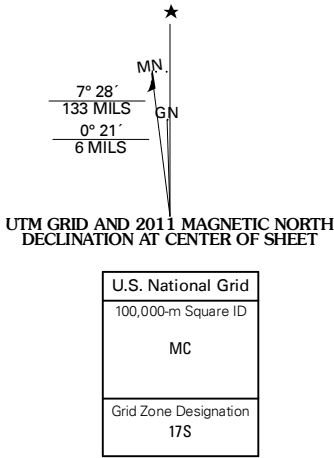 ★
MN
7° 28´
133 MILS
GN
0° 21´
6 MILS
UTM GRID AND 2011 MAGNETIC NORTH
DECLINATION AT CENTER OF SHEET
U.S. National Grid
100,000-m Square ID
MC
Grid Zone Designation
17S